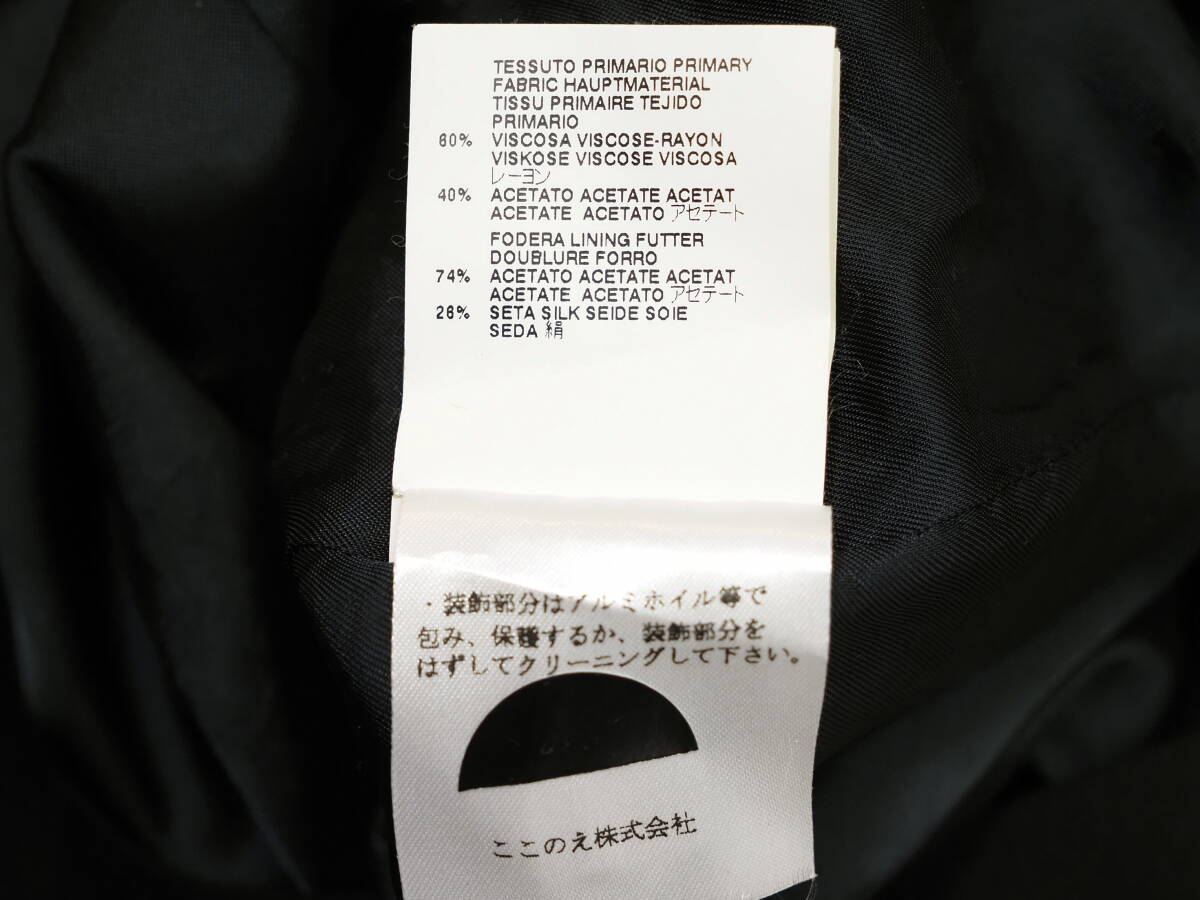 TESSUTO PRIMARIO PRIMARY
FABRIC HAUPTMATERIAL
TISSU PRIMAIRE TEJIDO
PRIMARIO
60% VISCOSA VISCOSE-RAYON
VISKOSE VISCOSE VISCOSA
レーヨン
40% ACETATO ACETATE ACETAT
ACETATE ACETATO アセテート
FODERA LINING FUTTER
DOUBLURE FORRO
74% ACETATO ACETATE ACETAT
ACETATE ACETATO アセテート
26% SETA SILK SEIDE SOIE
SEDA 絹
・装飾部分はアルミホイル等で
包み、保護するか、装飾部分を
はずしてクリーニングして下さい。
ここのえ株式会社